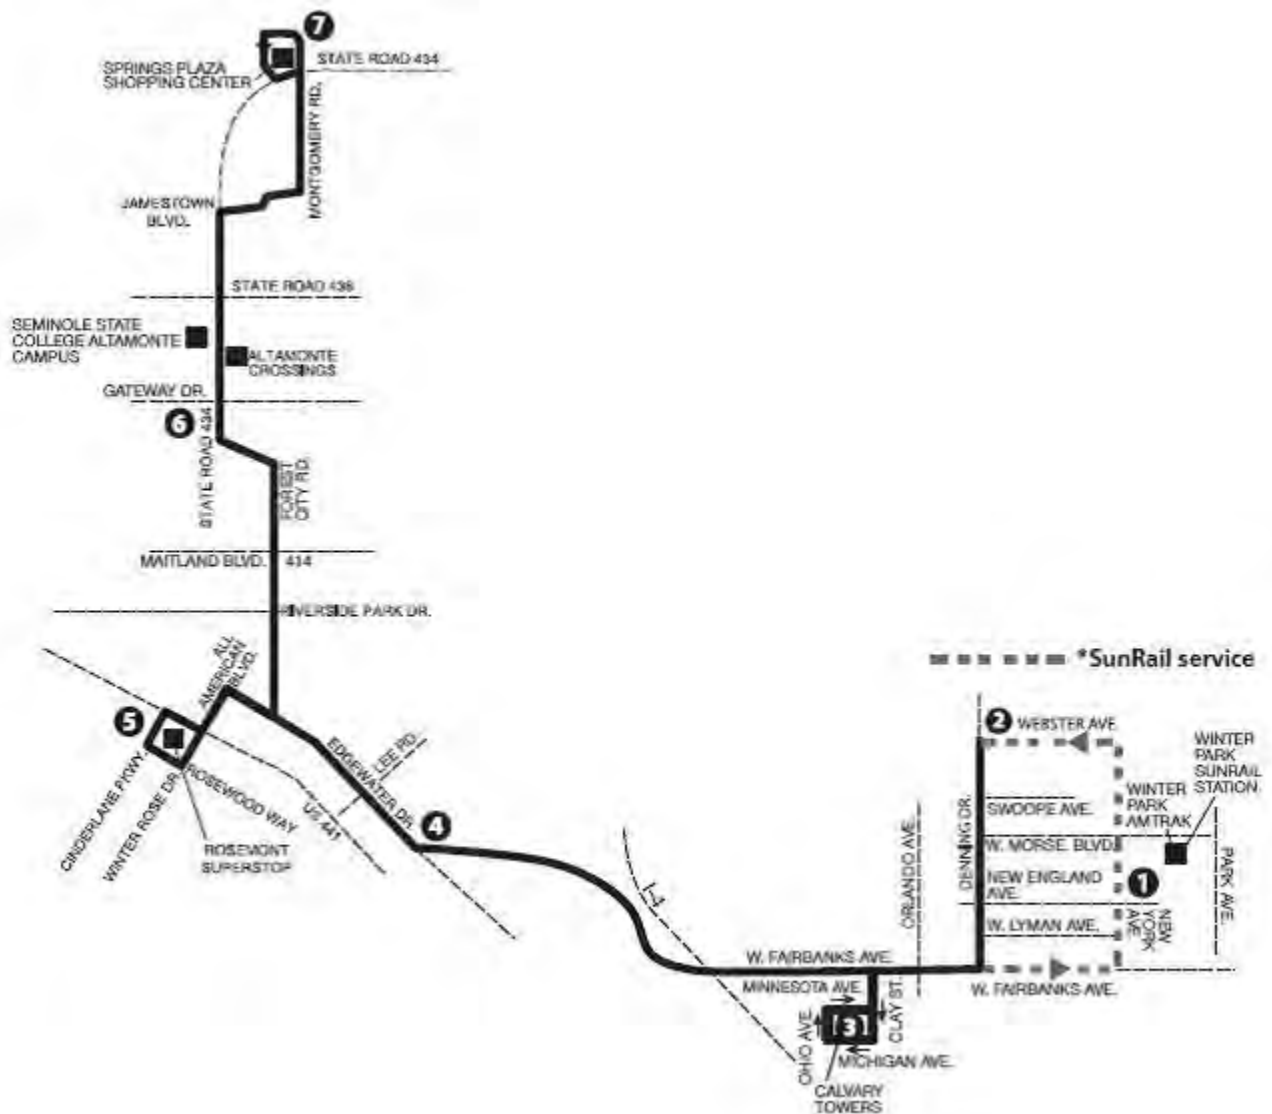 7
STATE ROAD 434
SPRINGS PLAZA
SHOPPING CENTER
MONTGOMERY RD.
JAMESTOWN
BLVD.
STATE ROAD 436
SEMINOLE STATE
COLLEGE ALTAMONTE
CAMPUS
ALTAMONTE
CROSSINGS
GATEWAY DR.
6
STATE ROAD 434
FOREST
CITY RD.
MAITLAND BLVD.
414
RIVERSIDE PARK DR.
ALL
AMERICAN
BLVD.
5
CINDERLANE PKWY.
WINTER ROSE DR.
ROSEWOOD WAY
ROSEMONT
SUPERSTOP
US 441
EDGEWATER DR.
LEE RD.
4
I-4
*SunRail service
2
WEBSTER AVE.
WINTER
PARK
SUNRAIL
STATION
WINTER
PARK
AMTRAK
SWOOPE AVE.
W. MORSE. BLVD.
NEW ENGLAND
AVE.
1
W. LYMAN AVE.
NEW
YORK
AVE.
PARK AVE.
DENNING DR.
ORLANDO AVE.
W. FAIRBANKS AVE.
W. FAIRBANKS AVE.
MINNESOTA AVE.
CLAY ST.
OHIO AVE.
[3]
MICHIGAN AVE.
CALVARY
TOWERS